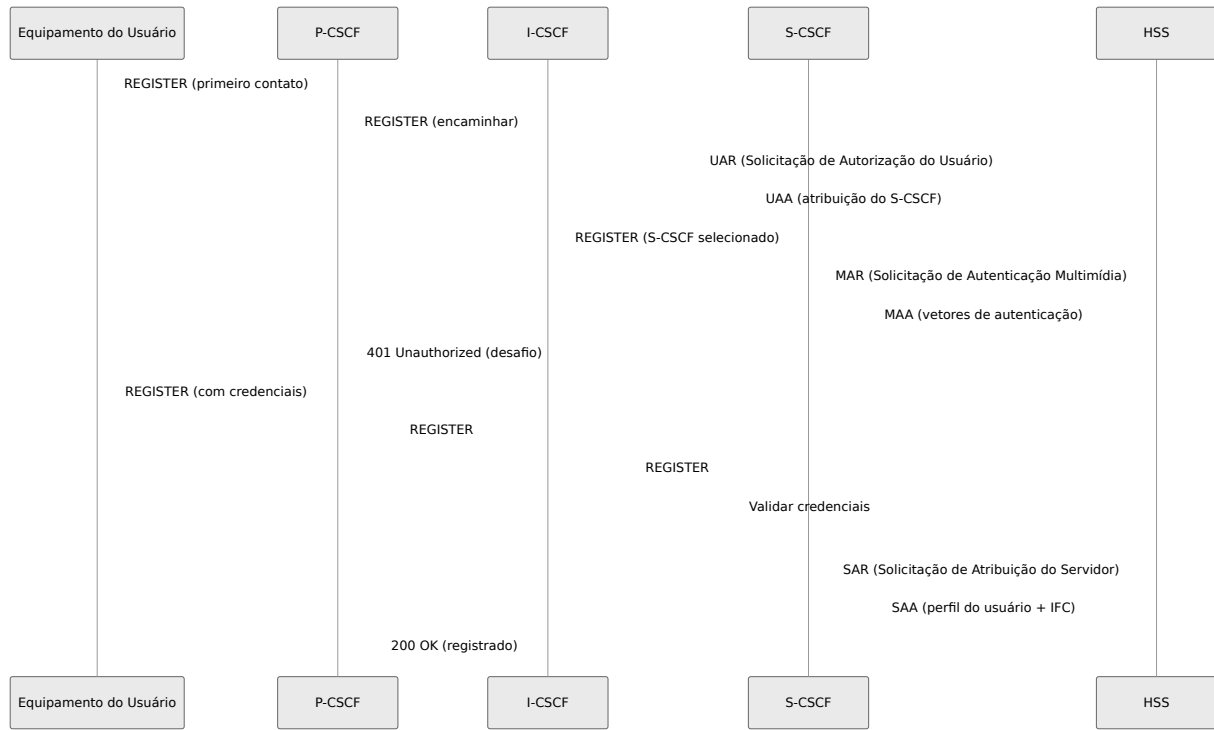 Equipamento do Usuário
P-CSCF
I-CSCF
S-CSCF
HSS
REGISTER (primeiro contato)
REGISTER (encaminhar)
UAR (Solicitação de Autorização do Usuário)
UAA (atribuição do S-CSCF)
REGISTER (S-CSCF selecionado)
MAR (Solicitação de Autenticação Multimídia)
MAA (vetores de autenticação)
401 Unauthorized (desafio)
REGISTER (com credenciais)
REGISTER
REGISTER
Validar credenciais
SAR (Solicitação de Atribuição do Servidor)
SAA (perfil do usuário + IFC)
200 OK (registrado)
Equipamento do Usuário
P-CSCF
I-CSCF
S-CSCF
HSS